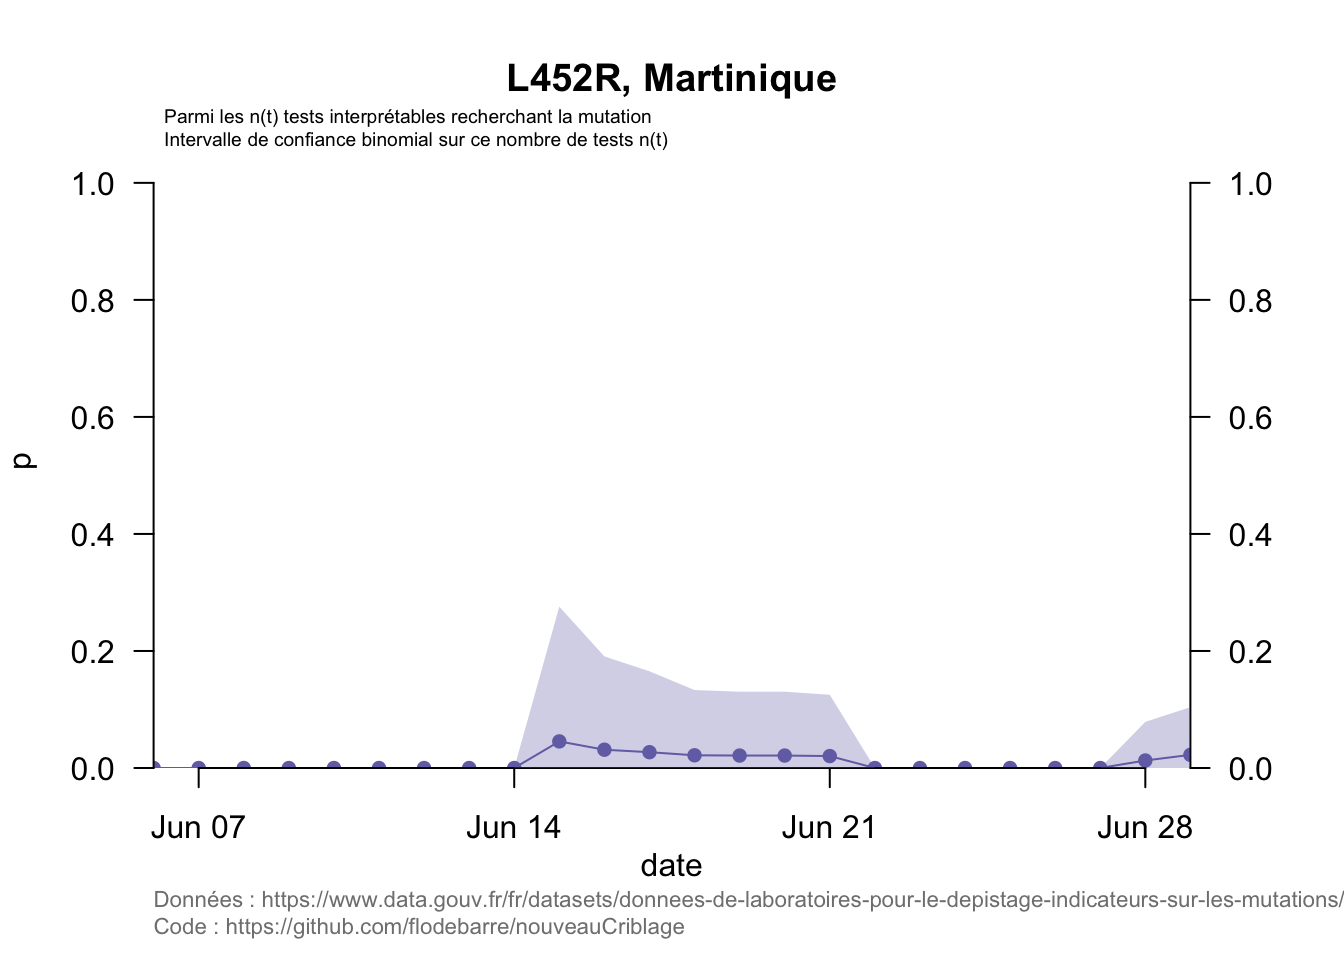 L452R, Martinique
Parmi les n(t) tests interprétables recherchant la mutation
Intervalle de confiance binomial sur ce nombre de tests n(t)
1.0
1.0
0.8
0.8
0.6
0.6
p
0.4
0.4
0.2
0.2
0.0
0.0
Jun 07 Jun 14 Jun 21 Jun 28
date
Données : https://www.data.gouv.fr/fr/datasets/donnees-de-laboratoires-pour-le-depistage-indicateurs-sur-les-mutations/
Code : https://github.com/flodebarre/nouveauCriblage